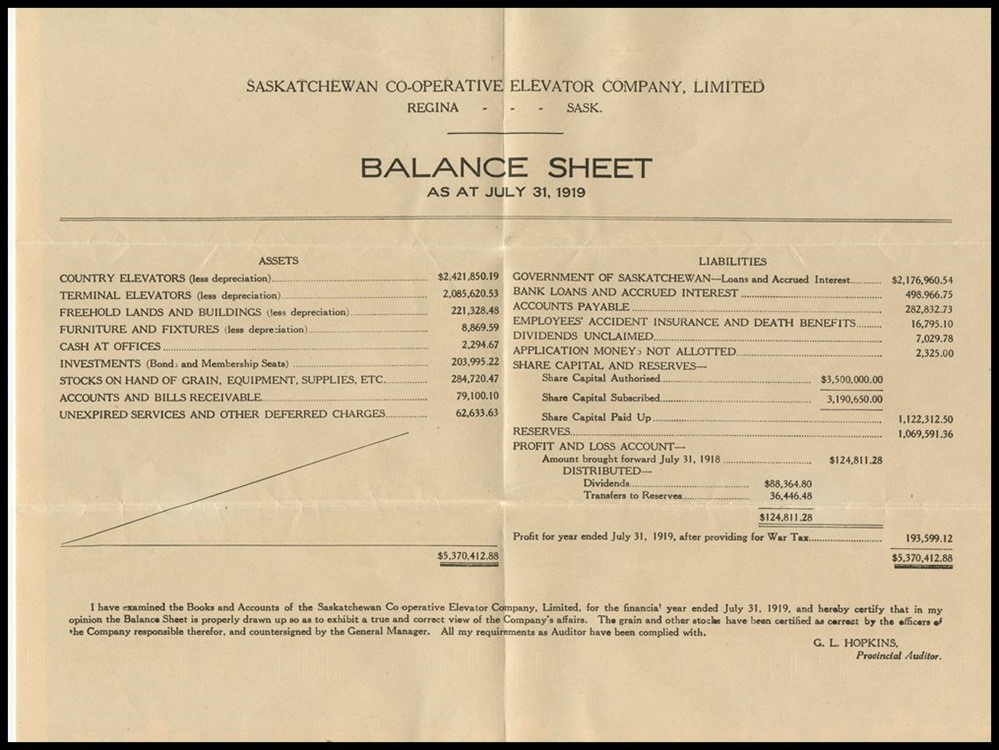 SASKATCHEWAN CO-OPERATIVE ELEVATOR COMPANY, LIMITED
REGINA - - - SASK.
BALANCE SHEET
AS AT JULY 31, 1919
ASSETS
COUNTRY ELEVATORS (less depreciation) $2,421,850.19
TERMINAL ELEVATORS (less depreciation) 2,085,620.53
FREEHOLD LANDS AND BUILDINGS (less depreciation) 221,328.48
FURNITURE AND FIXTURES (less depreciation) 8,869.59
CASH AT OFFICES 2,294.67
INVESTMENTS (Bonds and Membership Seats) 203,995.22
STOCKS ON HAND OF GRAIN, EQUIPMENT, SUPPLIES, ETC. 284,720.47
ACCOUNTS AND BILLS RECEIVABLE 79,100.10
UNEXPIRED SERVICES AND OTHER DEFERRED CHARGES 62,633.63
$5,370,412.88
LIABILITIES
GOVERNMENT OF SASKATCHEWAN—Loans and Accrued Interest $2,176,960.54
BANK LOANS AND ACCRUED INTEREST 498,966.75
ACCOUNTS PAYABLE 282,832.73
EMPLOYEES' ACCIDENT INSURANCE AND DEATH BENEFITS 16,795.10
DIVIDENDS UNCLAIMED 7,029.78
APPLICATION MONEYS NOT ALLOTTED 2,325.00
SHARE CAPITAL AND RESERVES—
Share Capital Authorised $3,500,000.00
Share Capital Subscribed 3,190,650.00
Share Capital Paid Up 1,122,312.50
RESERVES 1,069,591.36
PROFIT AND LOSS ACCOUNT—
Amount brought forward July 31, 1918 $124,811.28
DISTRIBUTED—
Dividends $88,364.80
Transfers to Reserves 36,446.48
$124,811.28
Profit for year ended July 31, 1919, after providing for War Tax 193,599.12
$5,370,412.88
I have examined the Books and Accounts of the Saskatchewan Co-operative Elevator Company, Limited, for the financial year ended July 31, 1919, and hereby certify that in my
opinion the Balance Sheet is properly drawn up so as to exhibit a true and correct view of the Company's affairs. The grain and other stocks have been certified as correct by the officers of
the Company responsible therefor, and countersigned by the General Manager. All my requirements as Auditor have been complied with.
G. L. HOPKINS,
Provincial Auditor.